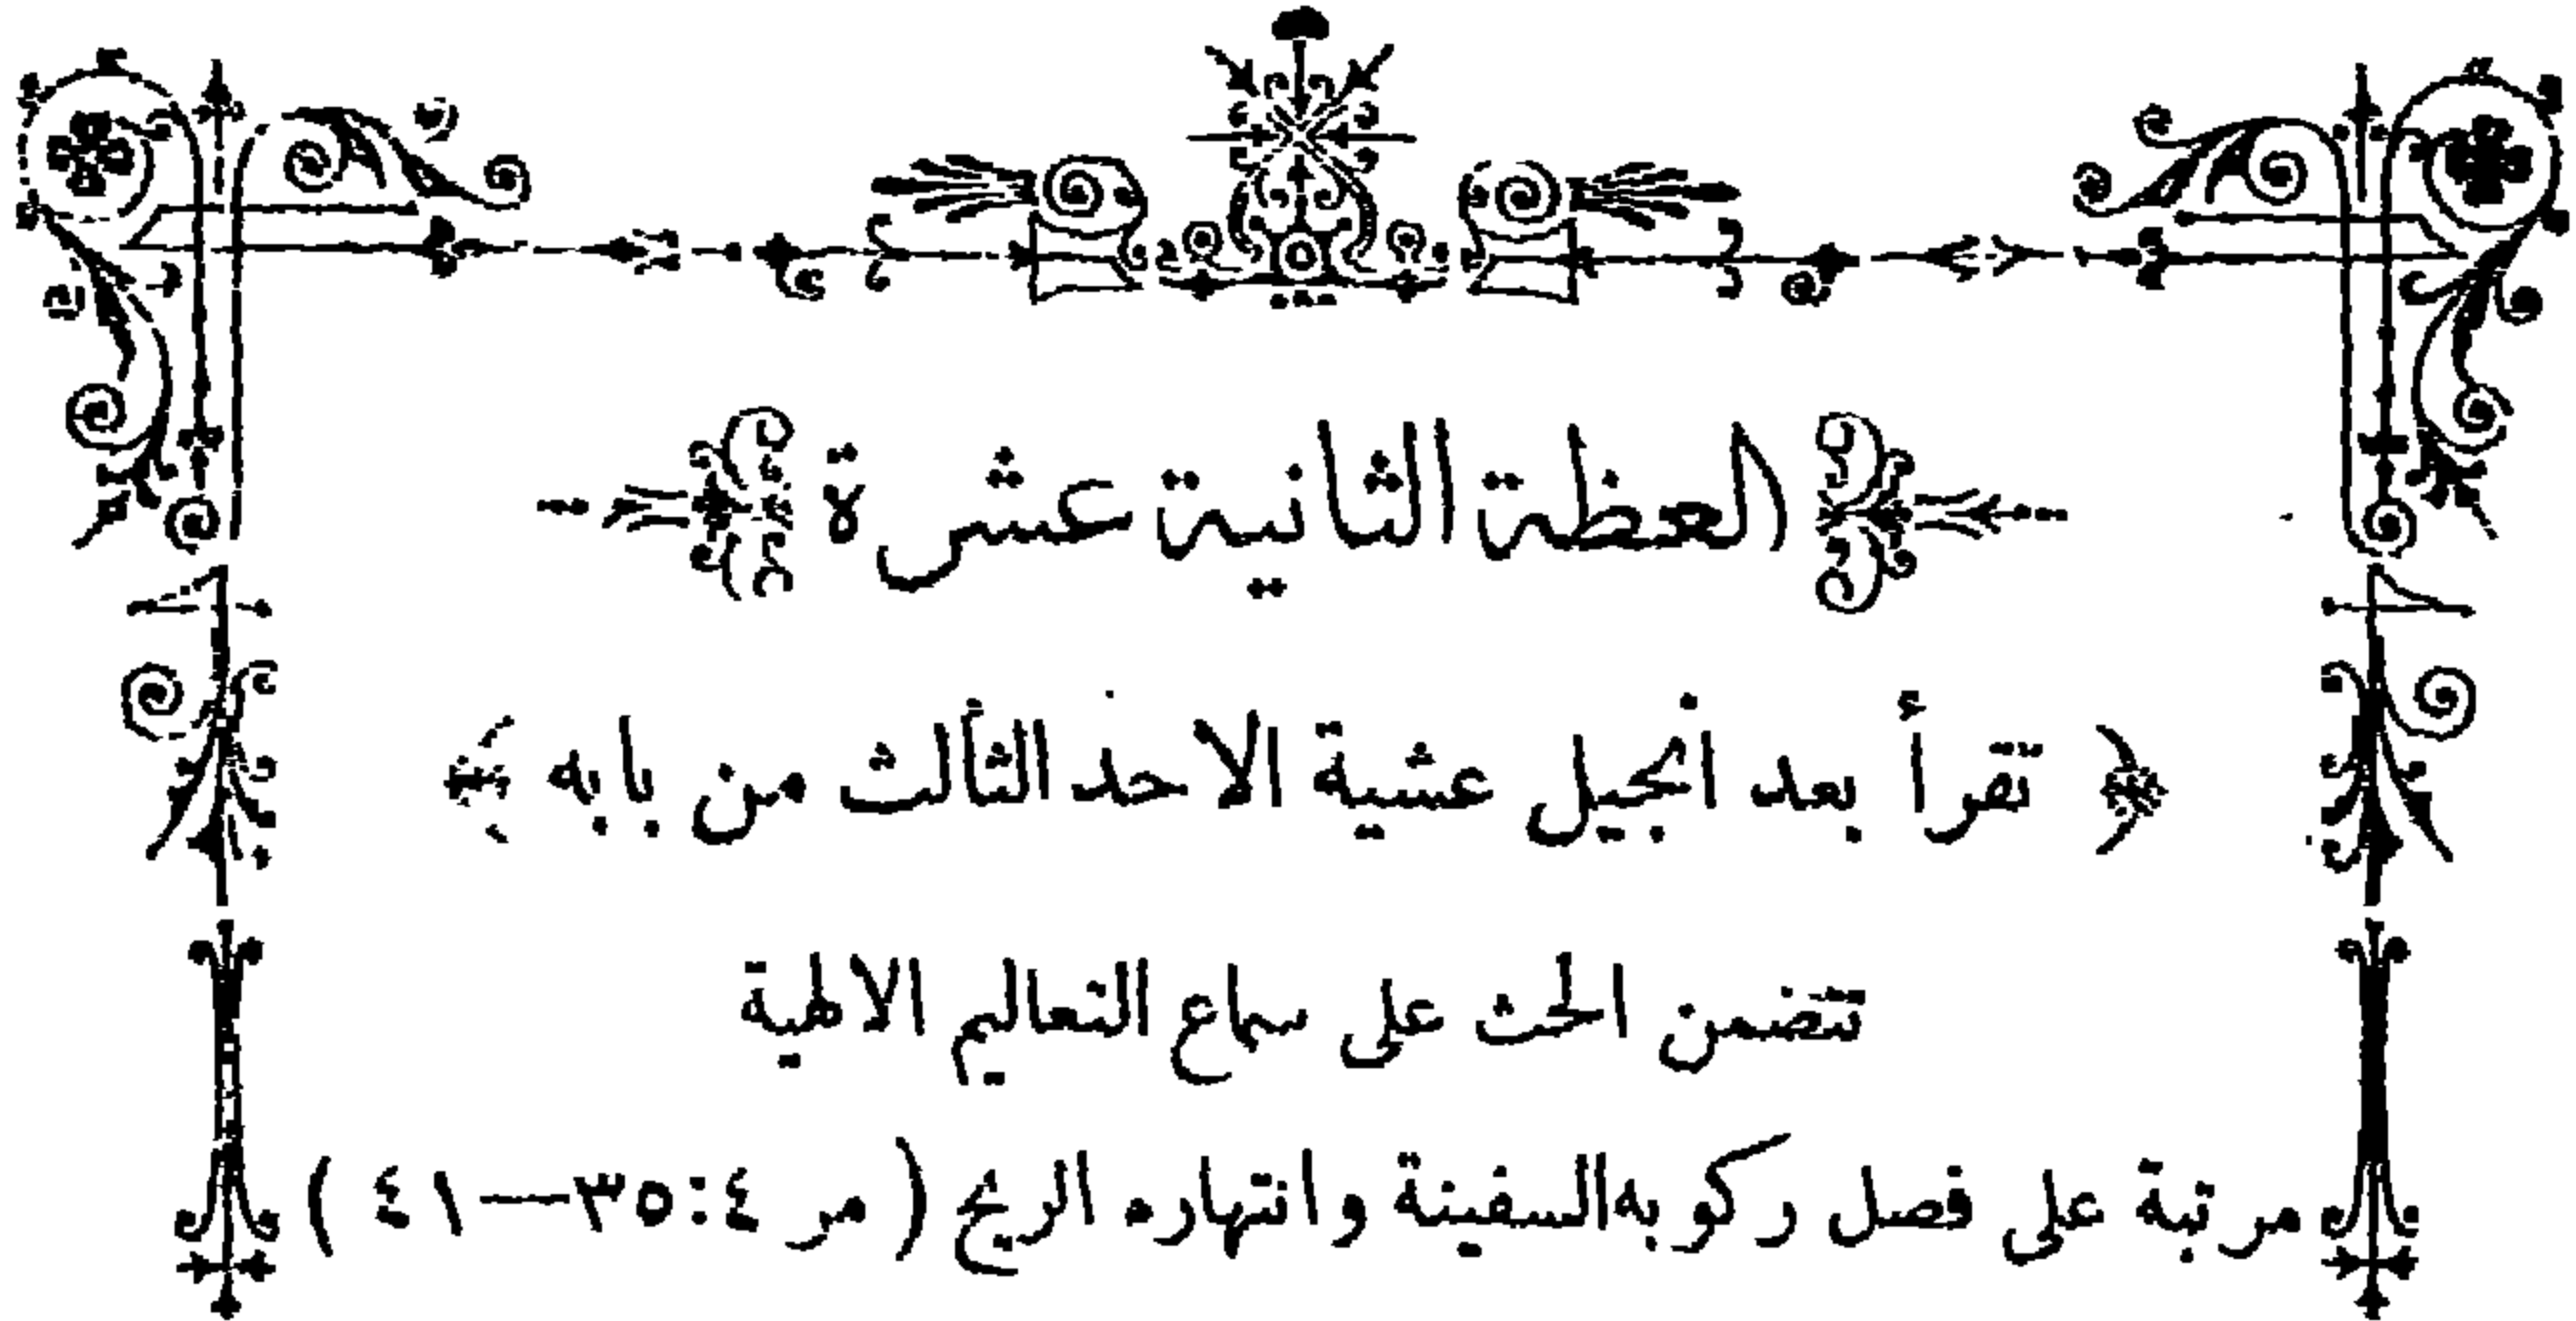 العظة الثانية عشرة
﴿ تقرأ بعد انجيل عشية الاحد الثالث من بابه ﴾
تتضمن الحث على سماع التعاليم الالهية
مرتبة على فصل ركوبه السفينة وانتهاره الريح ( مر ٤:٣٥—٤١ )